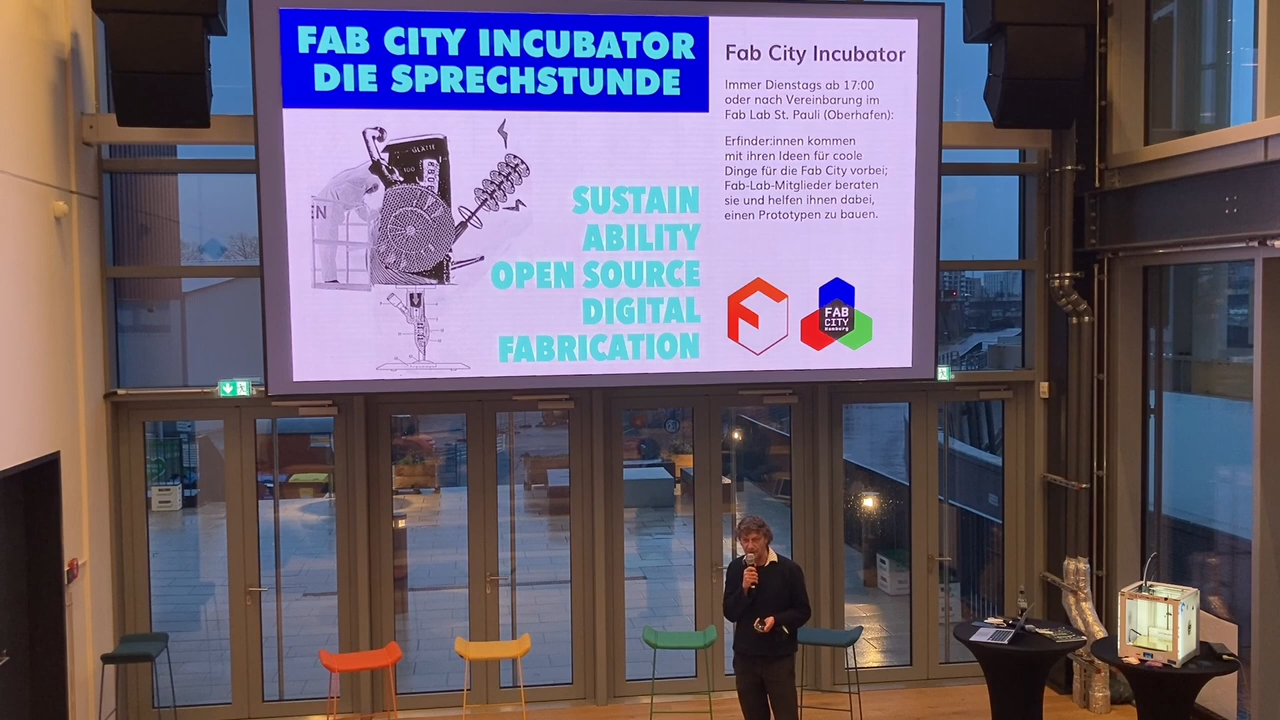 FAB CITY INCUBATOR
DIE SPRECHSTUNDE
Fab City Incubator
Immer Dienstags ab 17:00
oder nach Vereinbarung im
Fab Lab St. Pauli (Oberhafen):
Erfinder:innen kommen
mit ihren Ideen für coole
Dinge für die Fab City vorbei;
Fab-Lab-Mitglieder beraten
sie und helfen ihnen dabei,
einen Prototypen zu bauen.
SUSTAIN
ABILITY
OPEN SOURCE
DIGITAL
FABRICATION
FAB
CITY
Hamburg